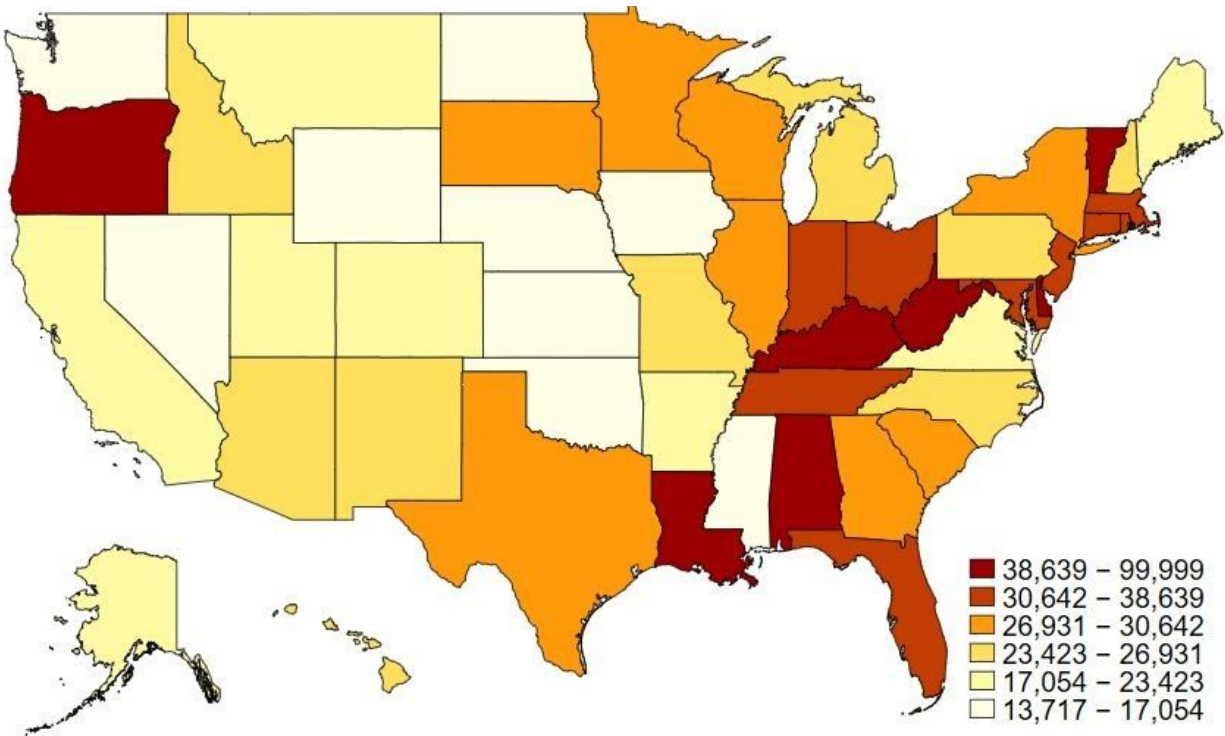 38,639 – 99,999
30,642 – 38,639
26,931 – 30,642
23,423 – 26,931
17,054 – 23,423
13,717 – 17,054